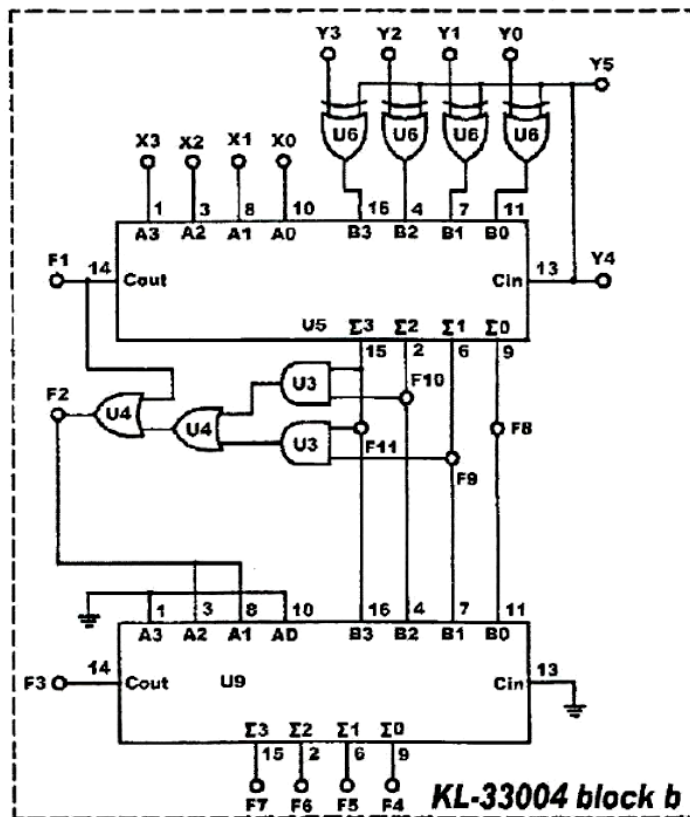 Y3 Y2 Y1 Y0
Y5
U6 U6 U6 U6
X3 X2 X1 X0
1 3 8 10 16 4 7 11
A3 A2 A1 A0 B3 B2 B1 B0
F1 14 Cout Cin 13 Y4
U5 Σ3 Σ2 Σ1 Σ0
15 2 6 9
U3 F10
F2 U4 U4 U3 F11 F8
F9
1 3 8 10 16 4 7 11
A3 A2 A1 A0 B3 B2 B1 B0
F3 14 Cout U9 Cin 13
Σ3 Σ2 Σ1 Σ0
15 2 6 9
F7 F6 F5 F4
KL-33004 block b